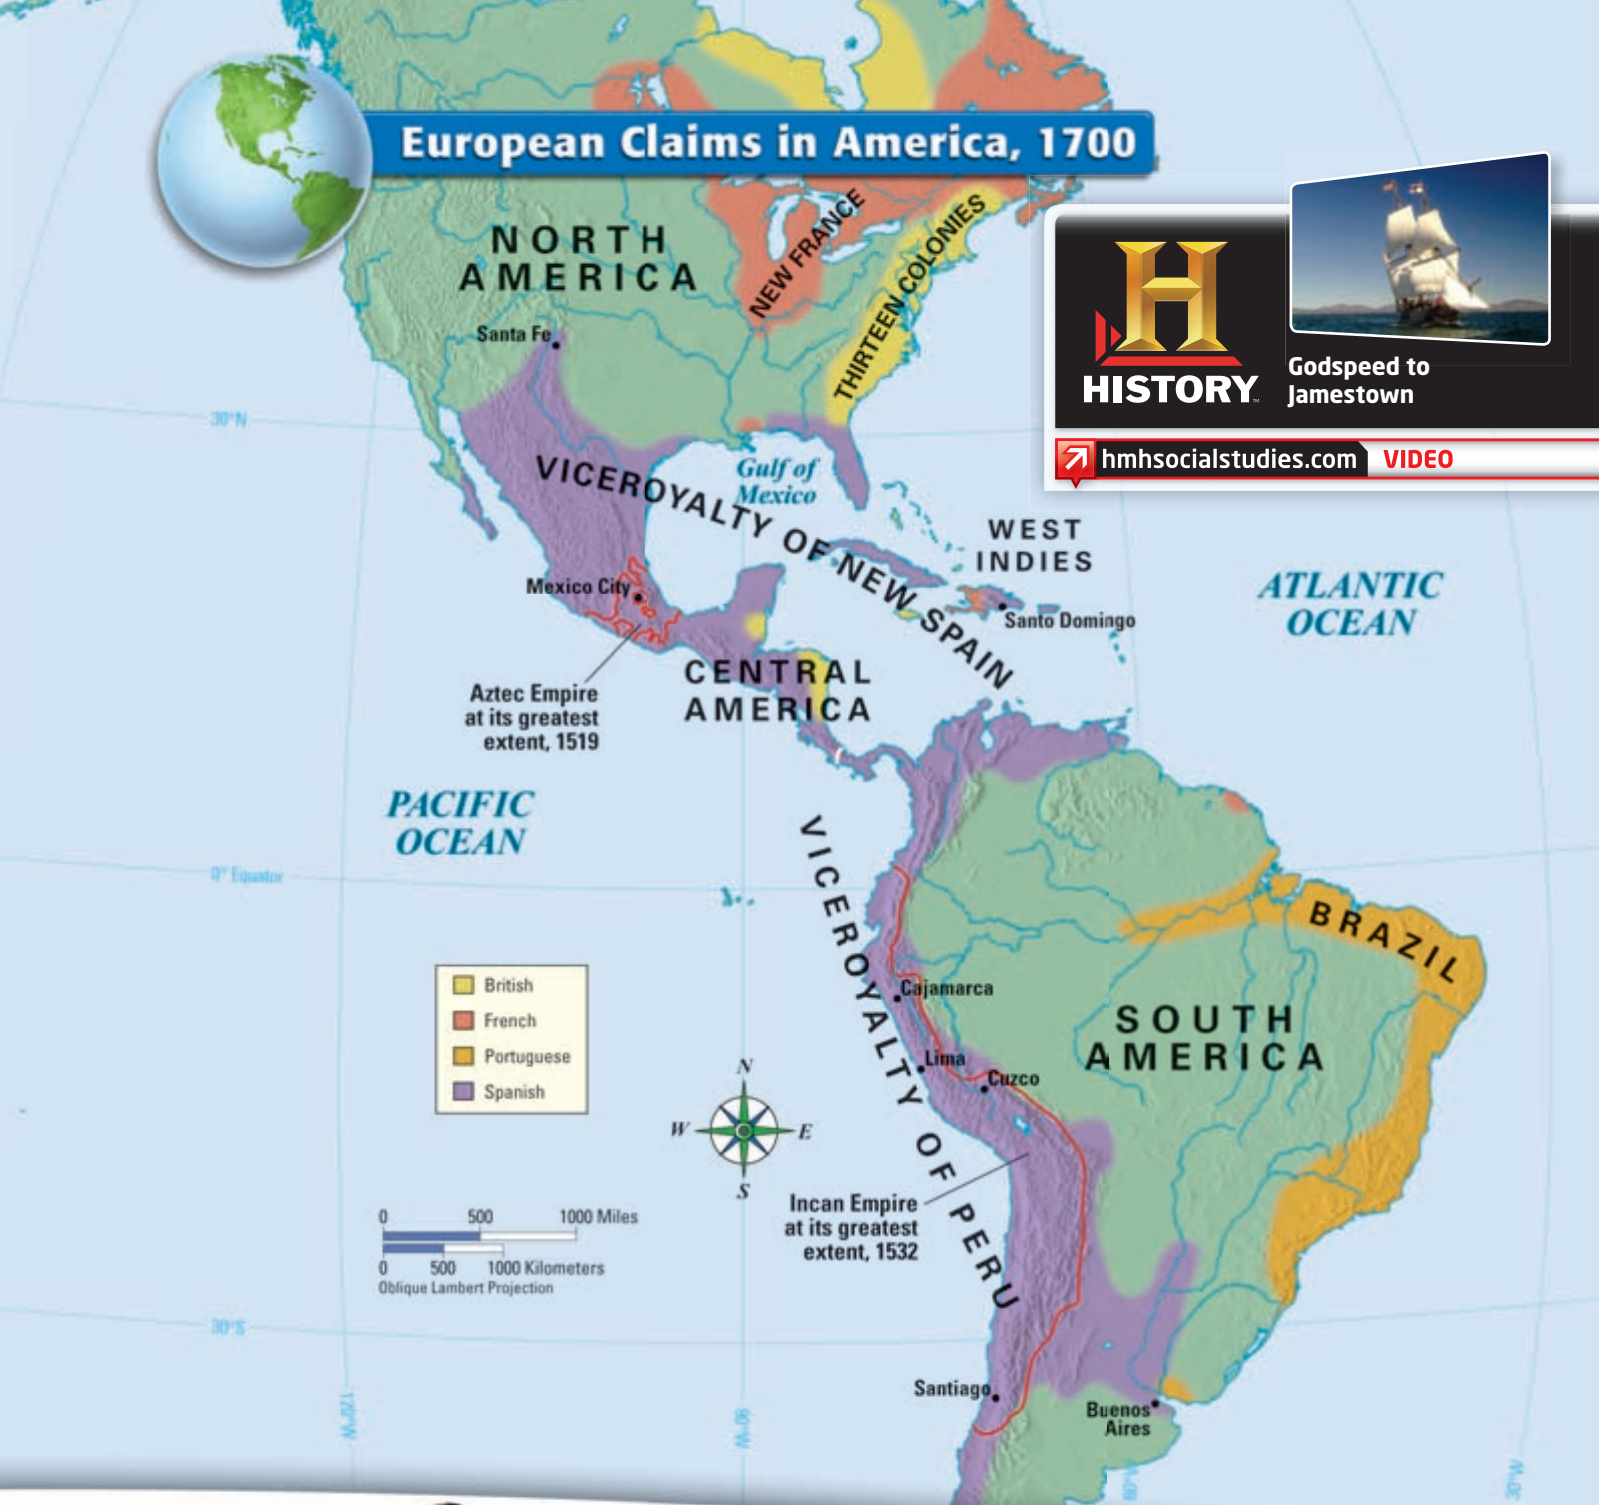 European Claims in America, 1700
NORTH
AMERICA
NEW FRANCE
THIRTEEN COLONIES
Santa Fe
HISTORY
Godspeed to
Jamestown
hmhsocialstudies.com
VIDEO
30°N
VICEROYALTY OF NEW SPAIN
Gulf of
Mexico
WEST
INDIES
ATLANTIC
OCEAN
Mexico City
Santo Domingo
CENTRAL
AMERICA
Aztec Empire
at its greatest
extent, 1519
PACIFIC
OCEAN
VICEROYALTY OF PERU
0° Equator
BRAZIL
British
French
Portuguese
Spanish
Cajamarca
SOUTH
AMERICA
Lima
Cuzco
N
W
E
S
Incan Empire
at its greatest
extent, 1532
0 500 1000 Miles
0 500 1000 Kilometers
Oblique Lambert Projection
30°S
Santiago
Buenos
Aires
120°W
90°W
60°W
30°W